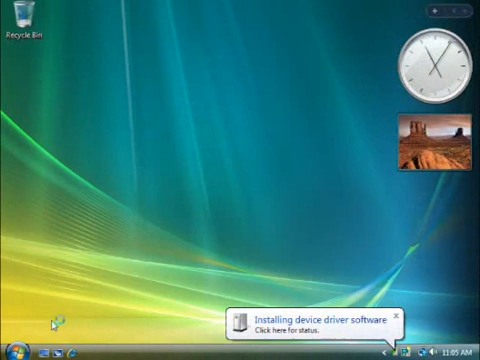 Recycle Bin
Installing device driver software
Click here for status.
11:05 AM